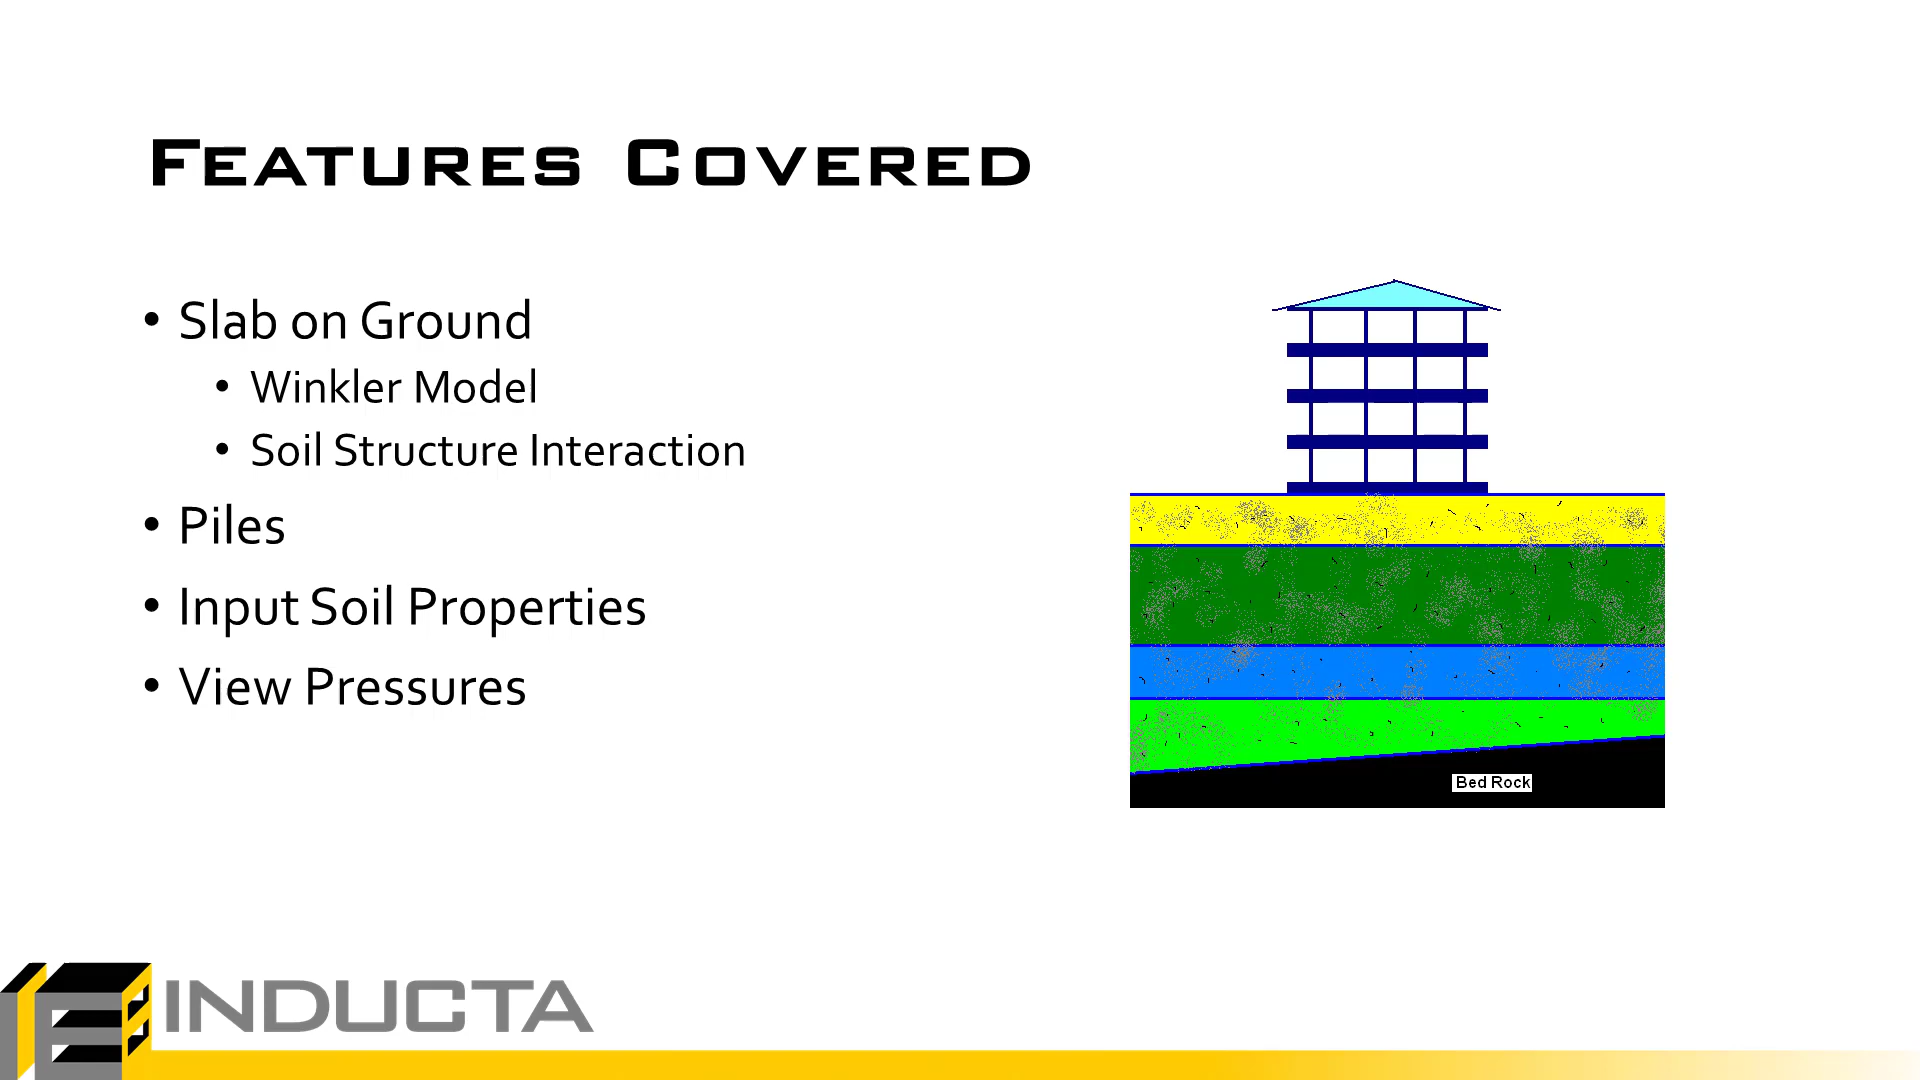 Features Covered
• Slab on Ground
• Winkler Model
• Soil Structure Interaction
• Piles
• Input Soil Properties
• View Pressures
Bed Rock
INDUCTA